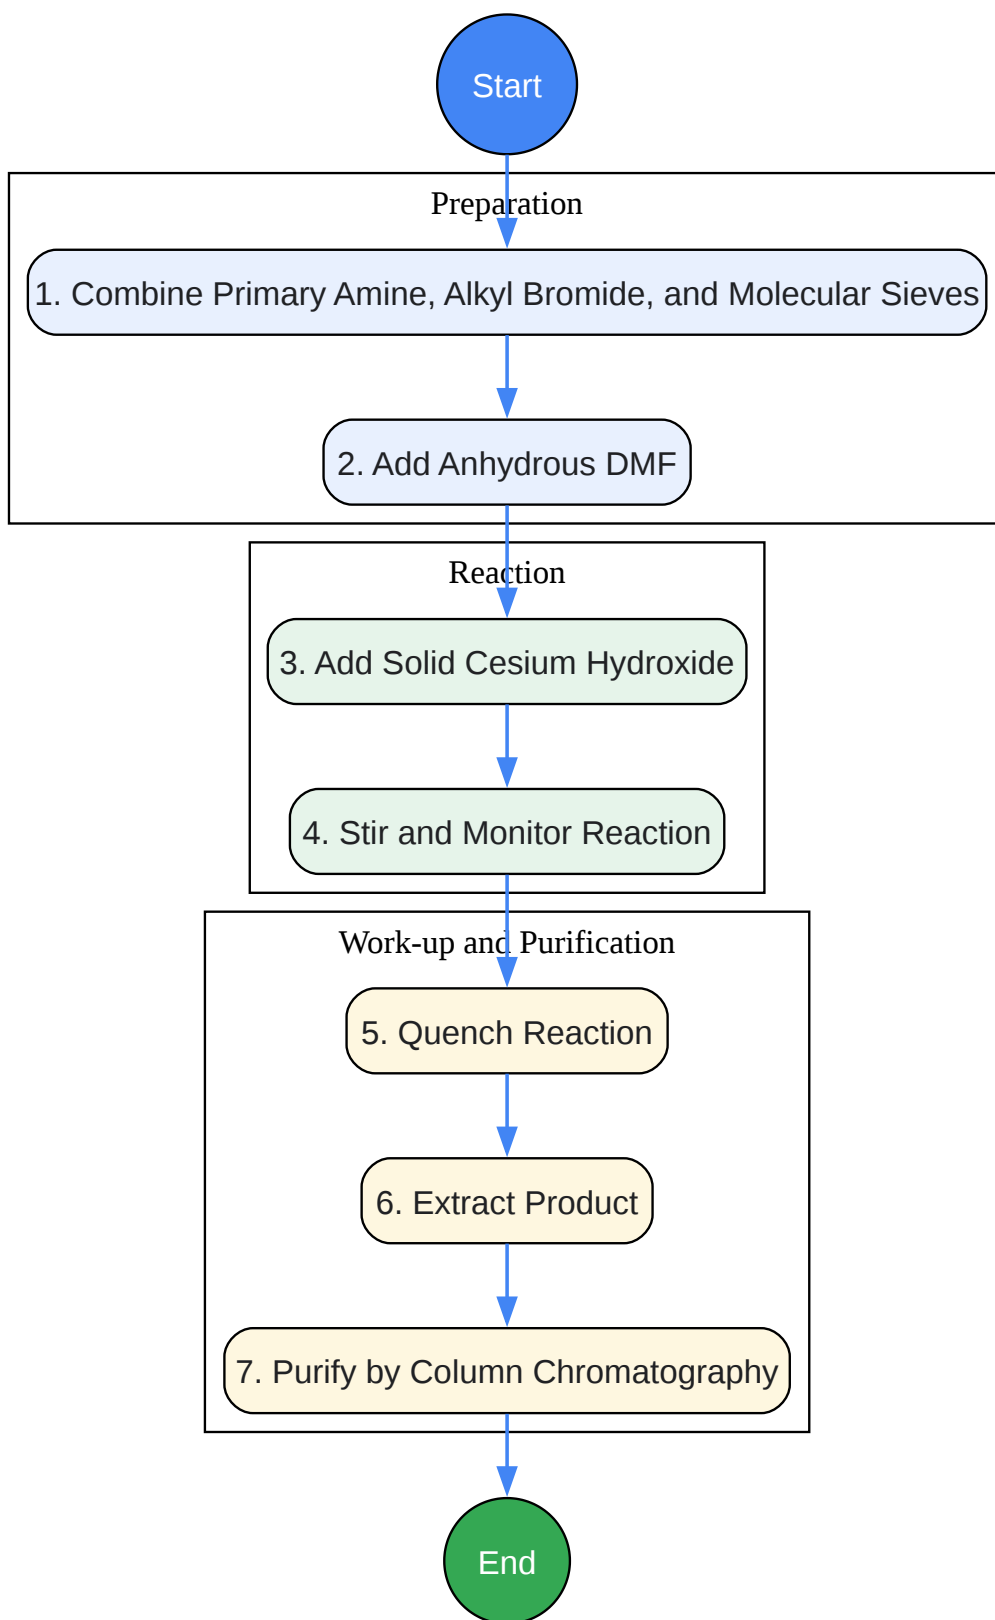 Start
Preparation
1. Combine Primary Amine, Alkyl Bromide, and Molecular Sieves
2. Add Anhydrous DMF
Reaction
3. Add Solid Cesium Hydroxide
4. Stir and Monitor Reaction
Work-up and Purification
5. Quench Reaction
6. Extract Product
7. Purify by Column Chromatography
End